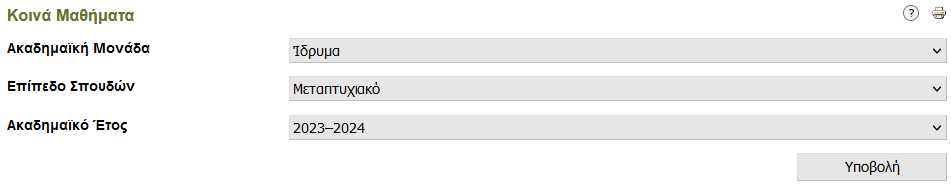 Κοινά Μαθήματα ?
Ακαδημαϊκή Μονάδα Ίδρυμα
Επίπεδο Σπουδών Μεταπτυχιακό
Ακαδημαϊκό Έτος 2023–2024
Υποβολή